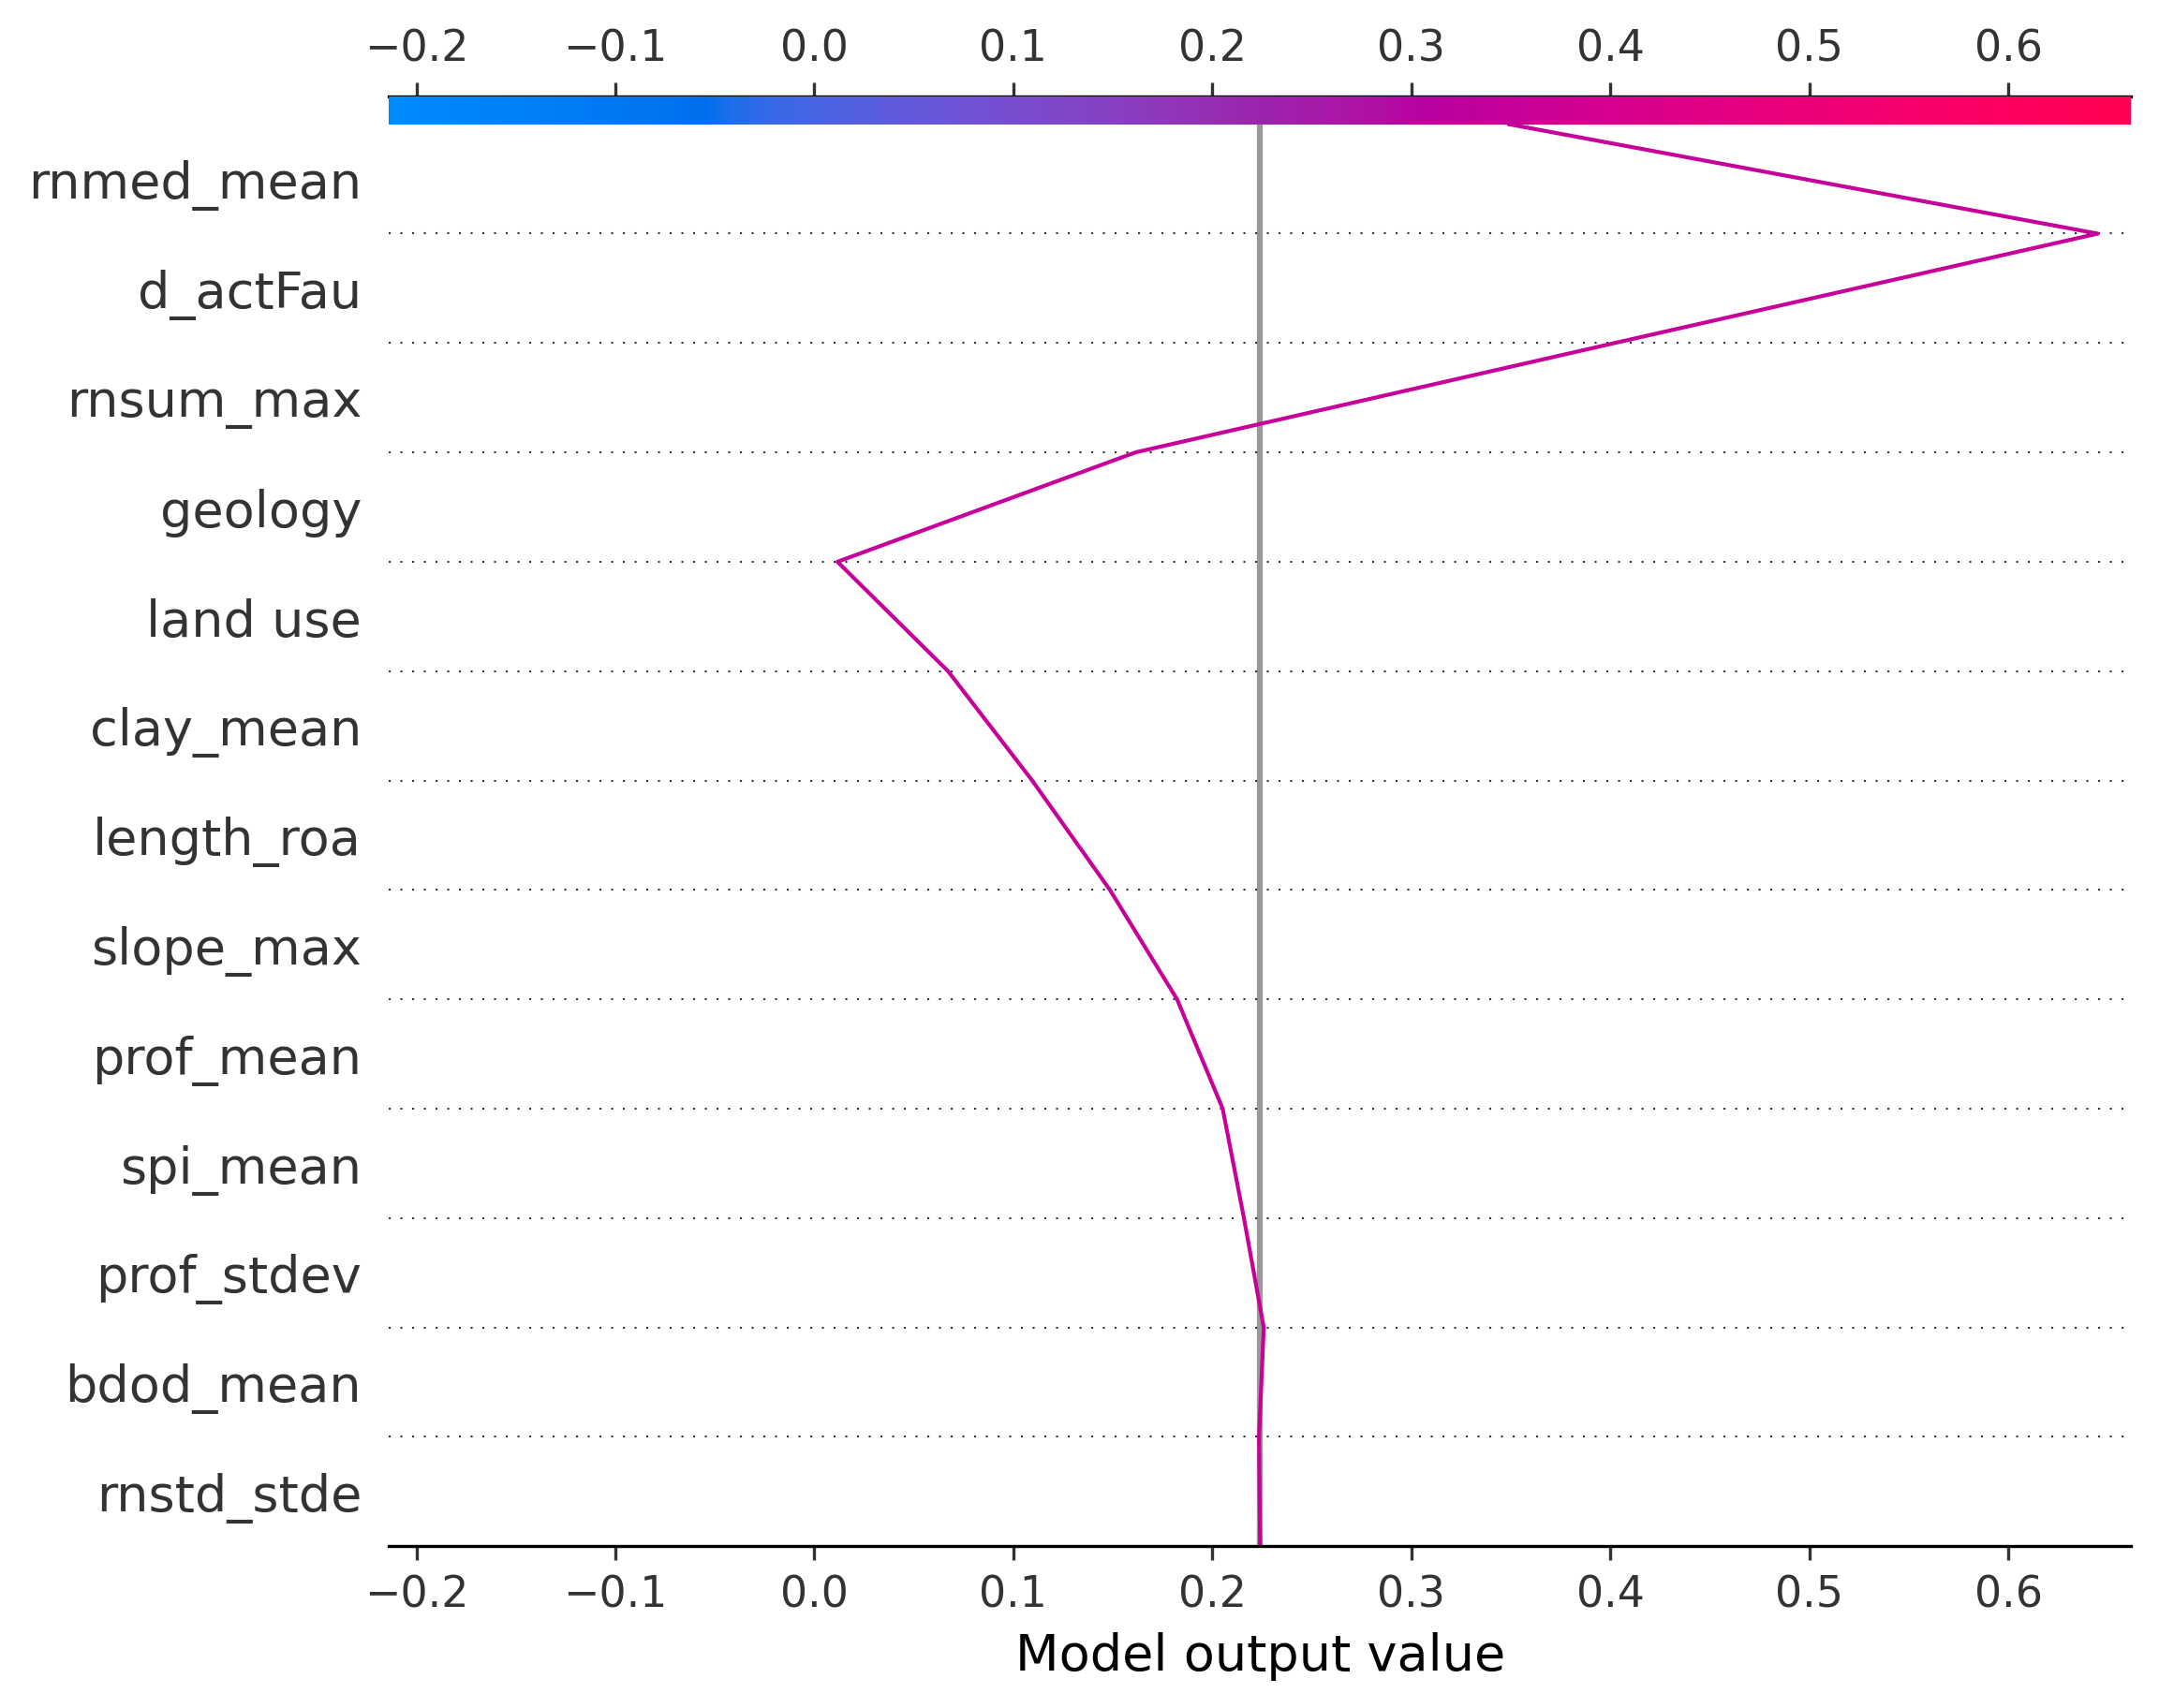 −0.2 −0.1 0.0 0.1 0.2 0.3 0.4 0.5 0.6
rnmed_mean
d_actFau
rnsum_max
geology
land use
clay_mean
length_roa
slope_max
prof_mean
spi_mean
prof_stdev
bdod_mean
rnstd_stde
−0.2 −0.1 0.0 0.1 0.2 0.3 0.4 0.5 0.6
Model output value